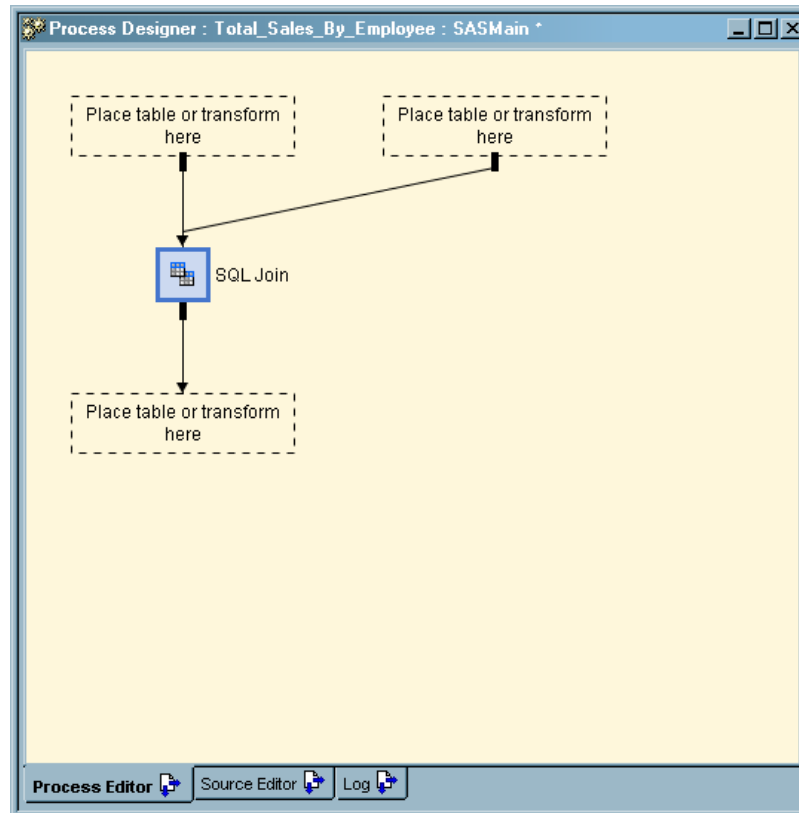 Process Designer : Total_Sales_By_Employee : SASMain *
Place table or transform
here
Place table or transform
here
SQL Join
Place table or transform
here
Process Editor
Source Editor
Log